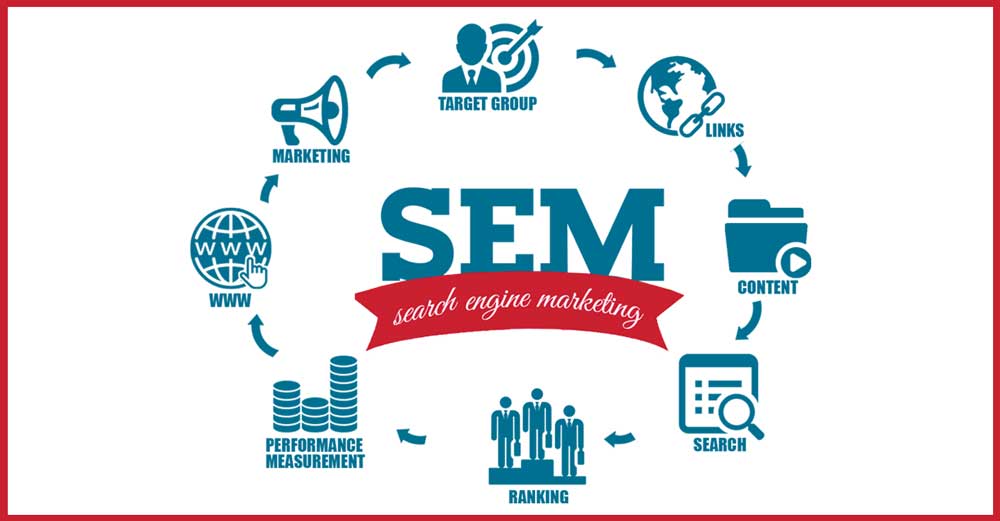 TARGET GROUP
LINKS
CONTENT
SEARCH
RANKING
PERFORMANCE
MEASUREMENT
WWW
WWW
MARKETING
SEM
search engine marketing